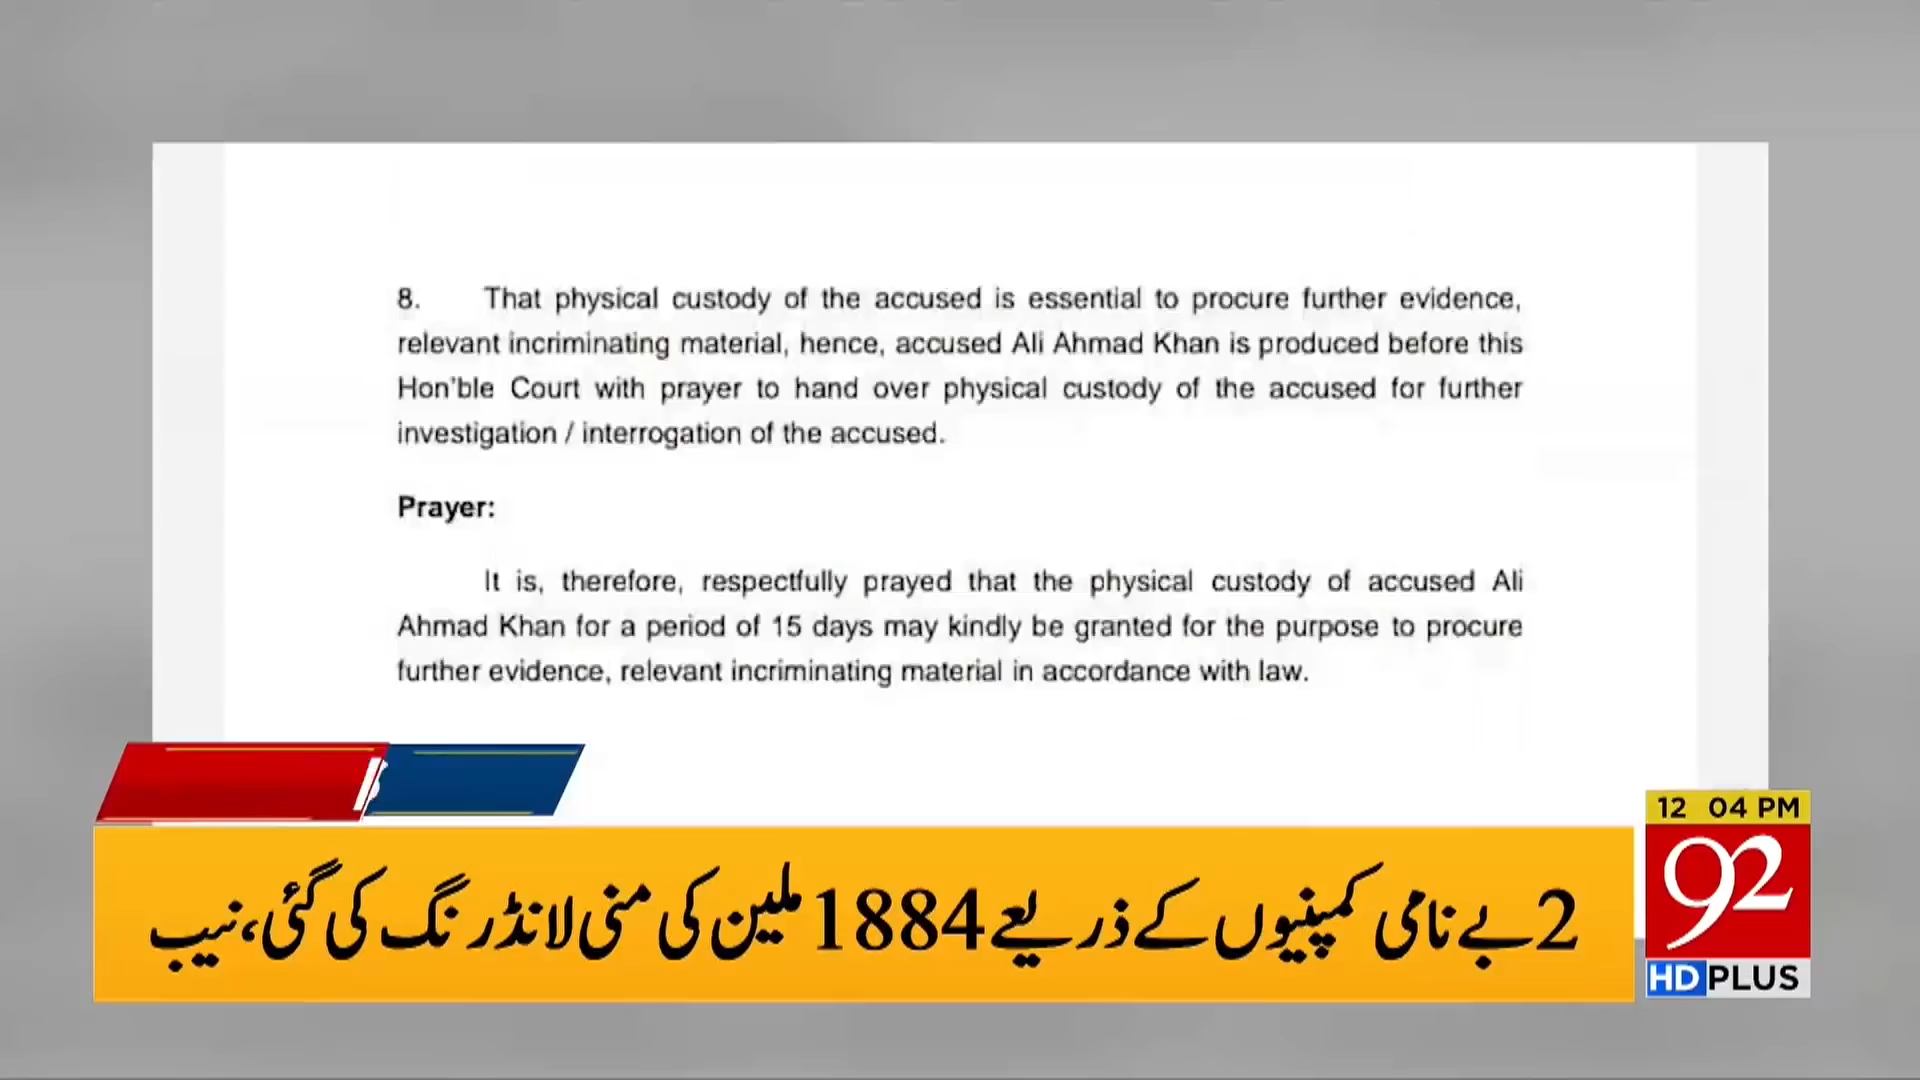 8. That physical custody of the accused is essential to procure further evidence,
relevant incriminating material, hence, accused Ali Ahmad Khan is produced before this
Hon'ble Court with prayer to hand over physical custody of the accused for further
investigation / interrogation of the accused.
Prayer:
It is, therefore, respectfully prayed that the physical custody of accused Ali
Ahmad Khan for a period of 15 days may kindly be granted for the purpose to procure
further evidence, relevant incriminating material in accordance with law.
12 04 PM
92
HD PLUS
2 بے نامی کمپنیوں کے ذریعے 1884 ملین کی منی لانڈرنگ کی گئی، نیب